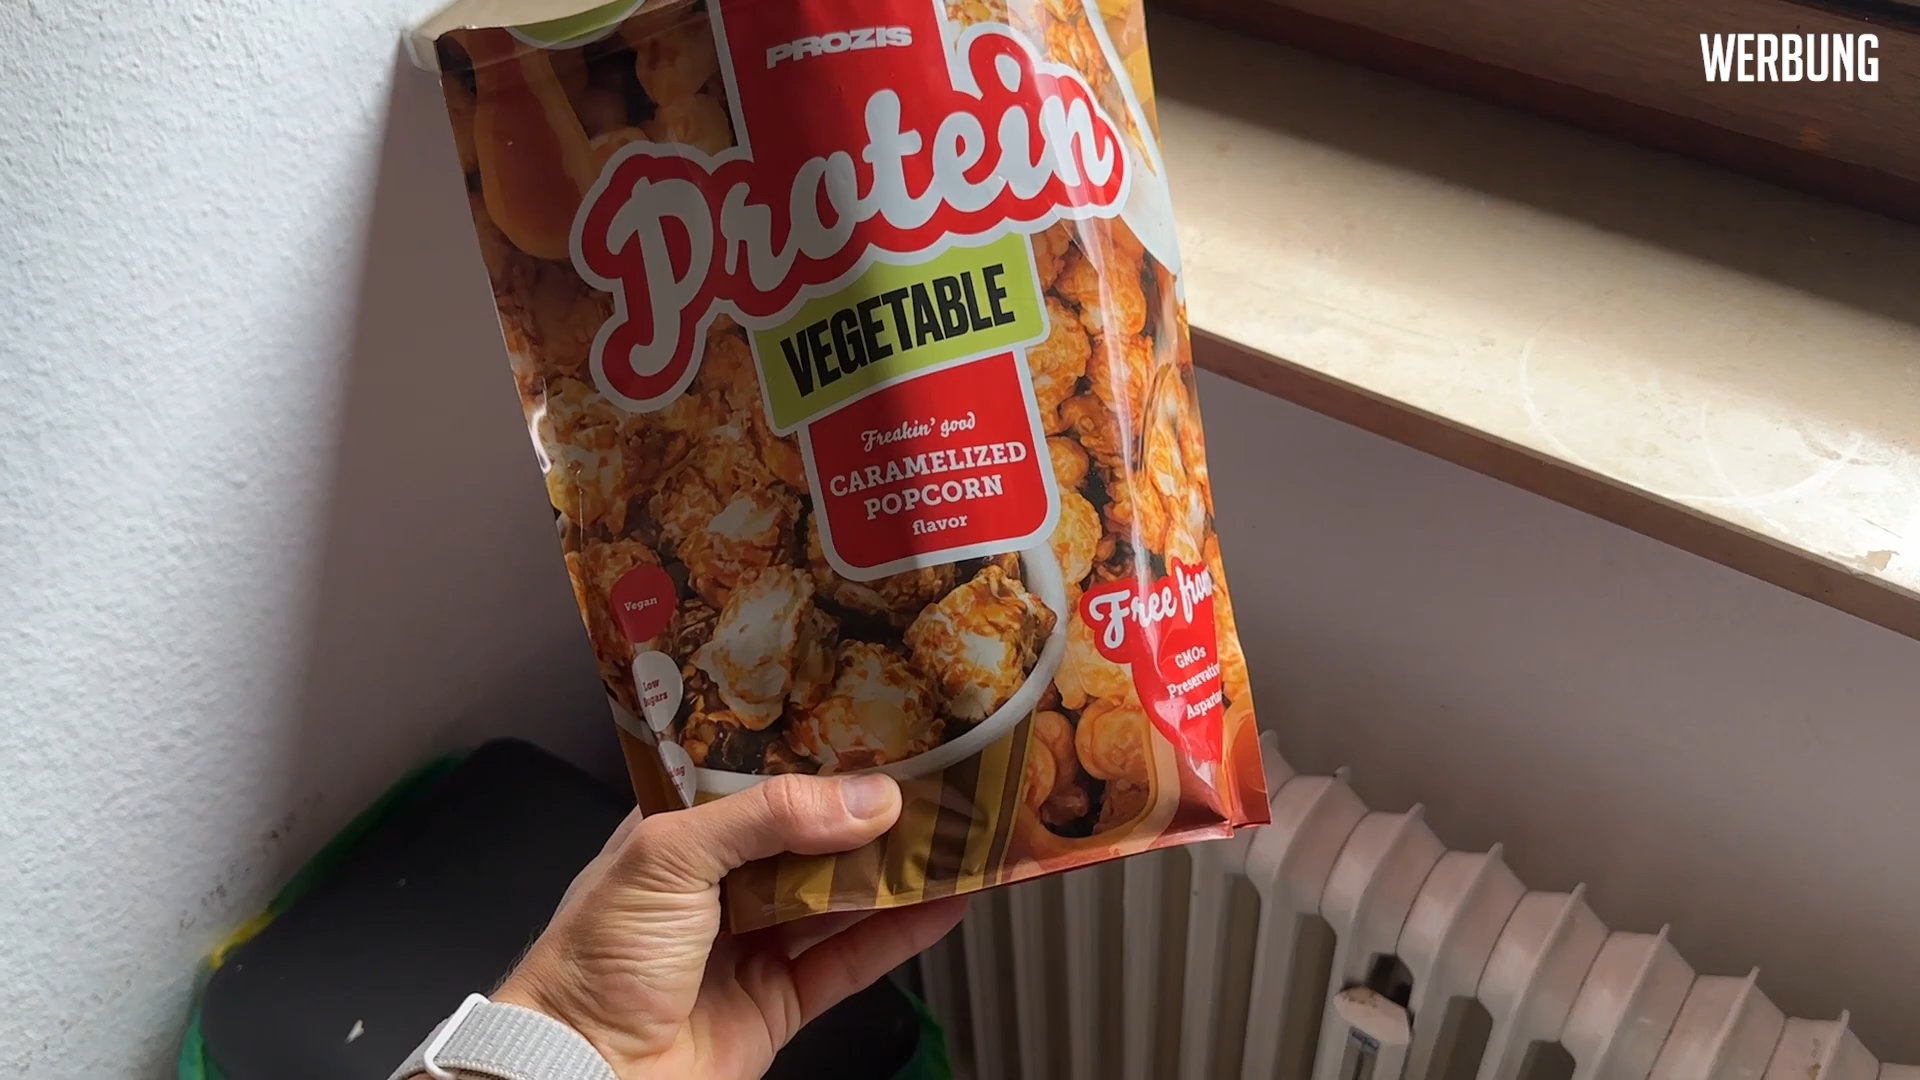 WERBUNG
PROZIS
Protein
VEGETABLE
Freakin' good
CARAMELIZED
POPCORN
flavor
Vegan
Low
Sugars
Free from
GMOs